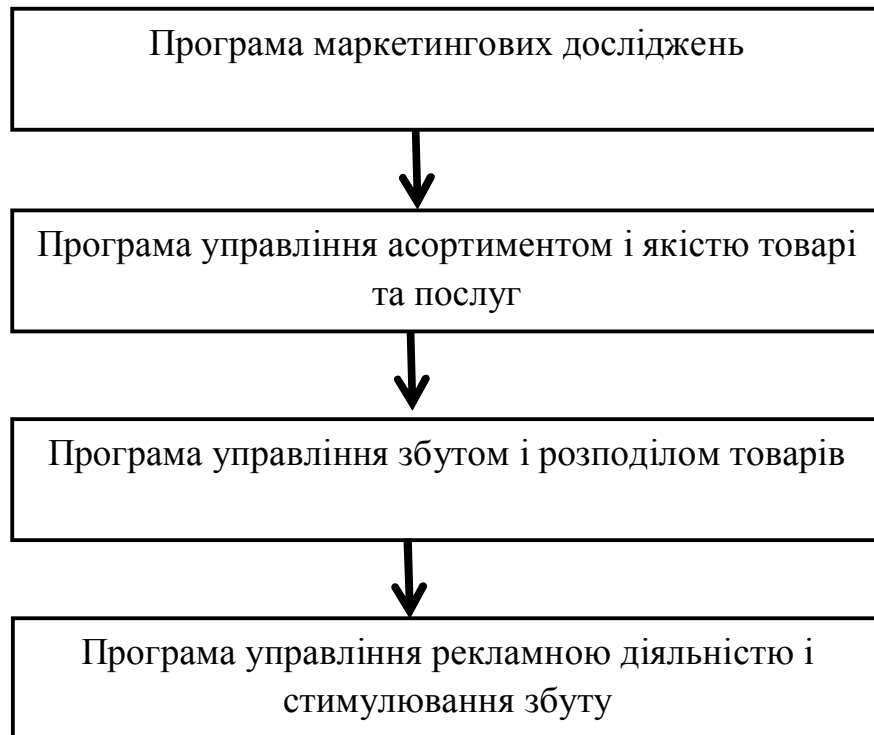 Програма маркетингових досліджень
Програма управління асортиментом і якістю товарі
та послуг
Програма управління збутом і розподілом товарів
Програма управління рекламною діяльністю і
стимулювання збуту